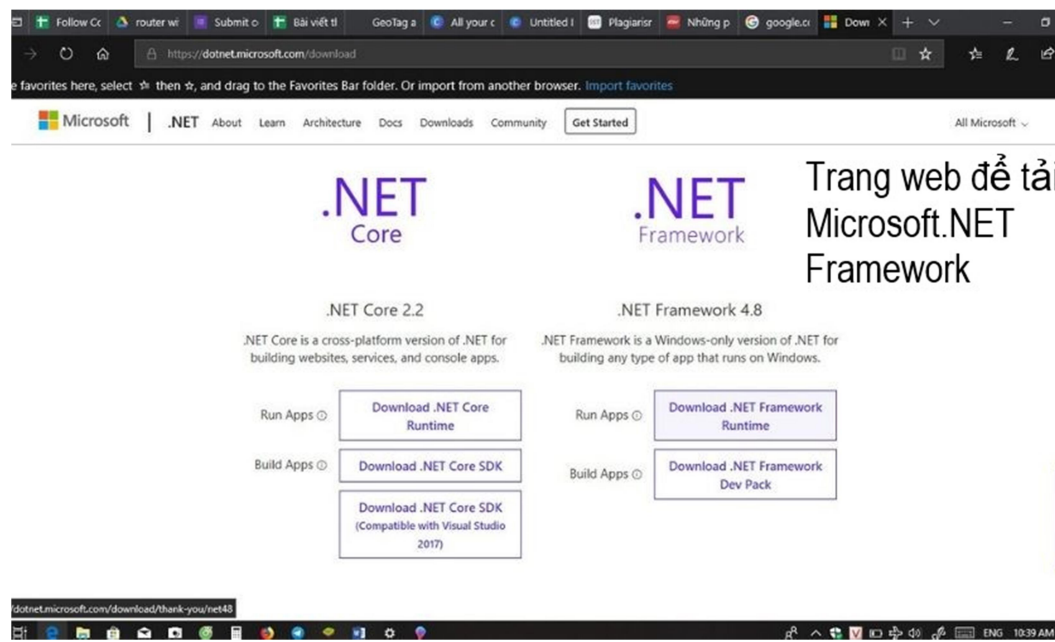 Follow Cc
router wi
Submit o
Bài viết tl
GeoTag a
All your c
Untitled I
Plagiarisr
Những p
google.c
Down
https://dotnet.microsoft.com/download
e favorites here, select then, and drag to the Favorites Bar folder. Or import from another browser. Import favorites
Microsoft | .NET About Learn Architecture Docs Downloads Community Get Started All Microsoft
Trang web để tải
Microsoft.NET
Framework
.NET
Core
.NET
Framework
.NET Core 2.2
.NET Framework 4.8
.NET Core is a cross-platform version of .NET for
building websites, services, and console apps.
.NET Framework is a Windows-only version of .NET for
building any type of app that runs on Windows.
Run Apps
Download .NET Core
Runtime
Run Apps
Download .NET Framework
Runtime
Build Apps
Download .NET Core SDK
Build Apps
Download .NET Framework
Dev Pack
Download .NET Core SDK
(Compatible with Visual Studio
2017)
/dotnet.microsoft.com/download/thank-you/net48
ENG 10:39 AM